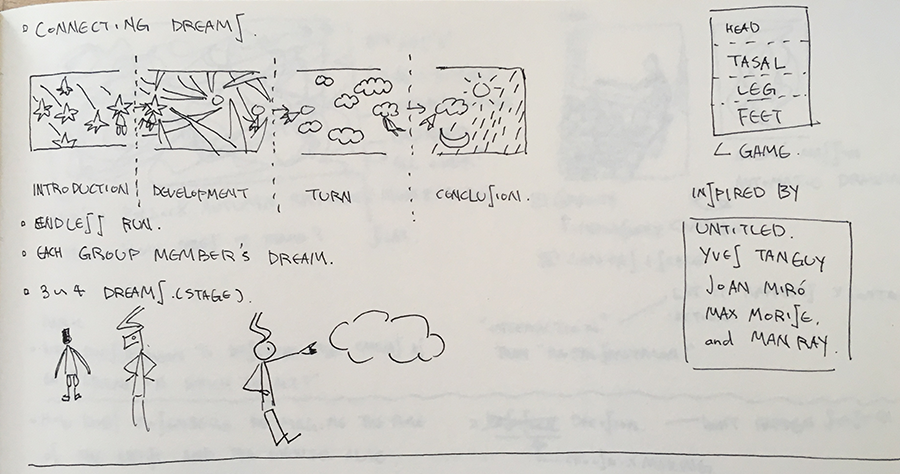 CONNECTING DREAMS.
INTRODUCTION
DEVELOPMENT
TURN
CONCLUSION.
ENDLESS RUN.
EACH GROUP MEMBER'S DREAM.
3~4 DREAMS.(STAGE).
HEAD
TASAL
LEG
FEET
GAME.
INSPIRED BY
UNTITLED.
YVES TANGUY
JOAN MIRÓ
MAX MORISE.
and MAN RAY.